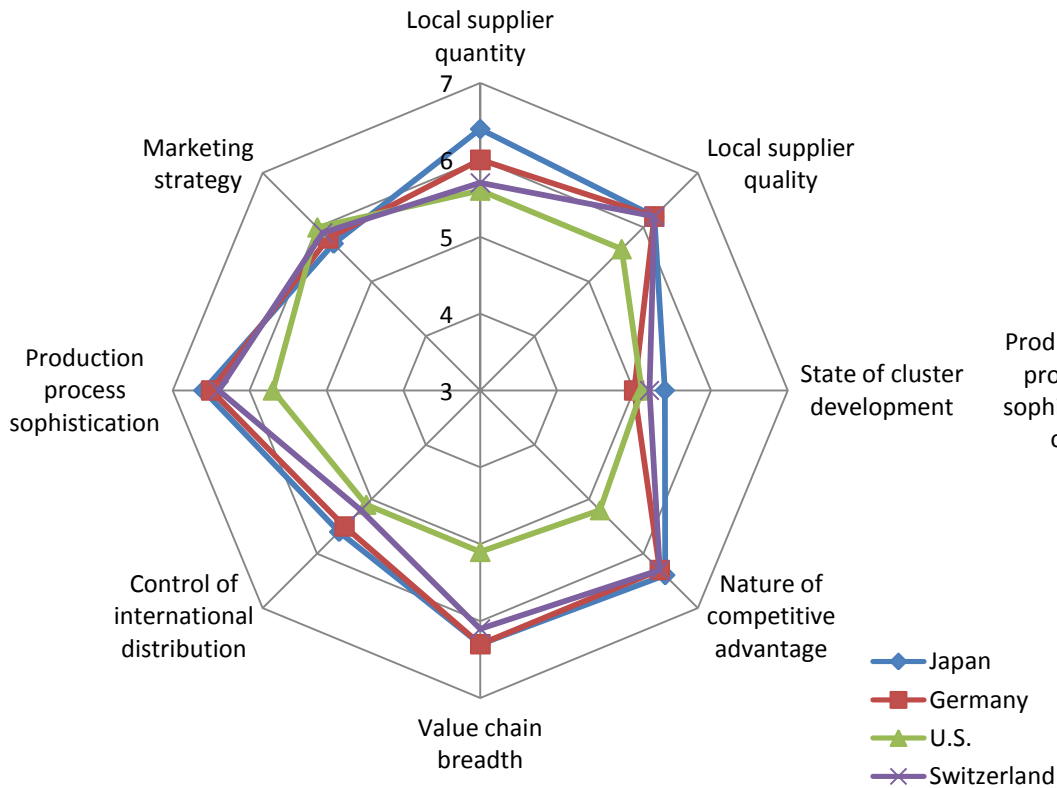 Local supplier
quantity
7
6
5
4
3
Local supplier
quality
State of cluster
development
Nature of
competitive
advantage
Value chain
breadth
Control of
international
distribution
Production
process
sophistication
Marketing
strategy
Japan
Germany
U.S.
Switzerland